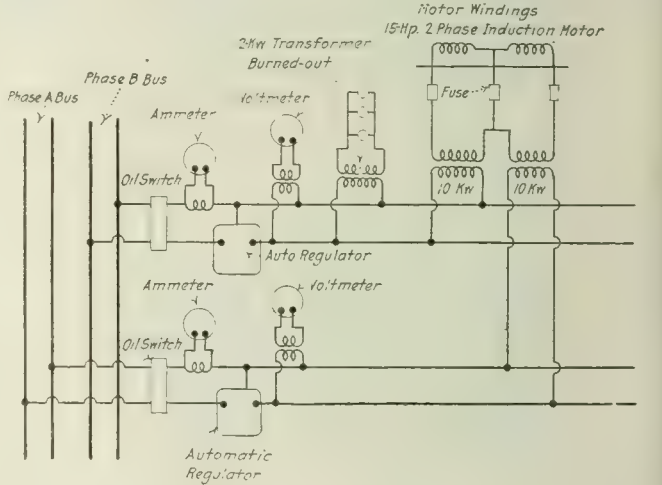 Motor Windings
15-Hp. 2 Phase Induction Motor
2-Kw Transformer
Burned-out
Phase B Bus
Phase A Bus
Voltmeter
Fuse
Ammeter
Oil Switch
10 Kw
10 Kw
Auto Regulator
Ammeter
Voltmeter
Oil Switch
Automatic
Regulator